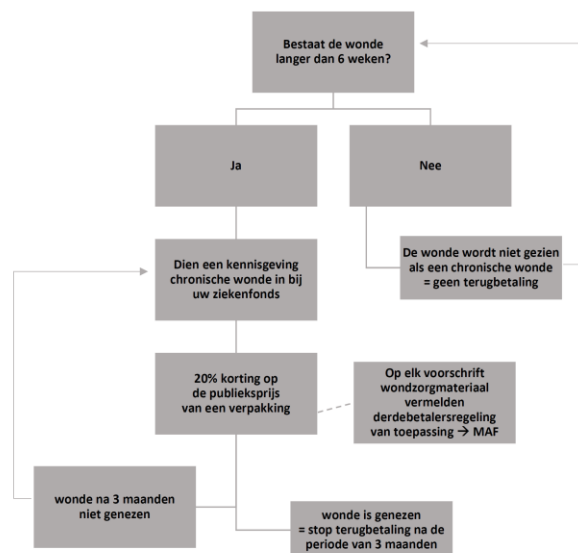 Bestaat de wonde
langer dan 6 weken?
Ja
Nee
De wonde wordt niet gezien
als een chronische wonde
= geen terugbetaling
Dien een kennisgeving
chronische wonde in bij
uw ziekenfonds
20% korting op
de publieksprijs
van een verpakking
Op elk voorschrift
wondzorgmateriaal
vermelden
derdebetalersregeling
van toepassing → MAF
wonde na 3 maanden
niet genezen
wonde is genezen
= stop terugbetaling na de
periode van 3 maanden